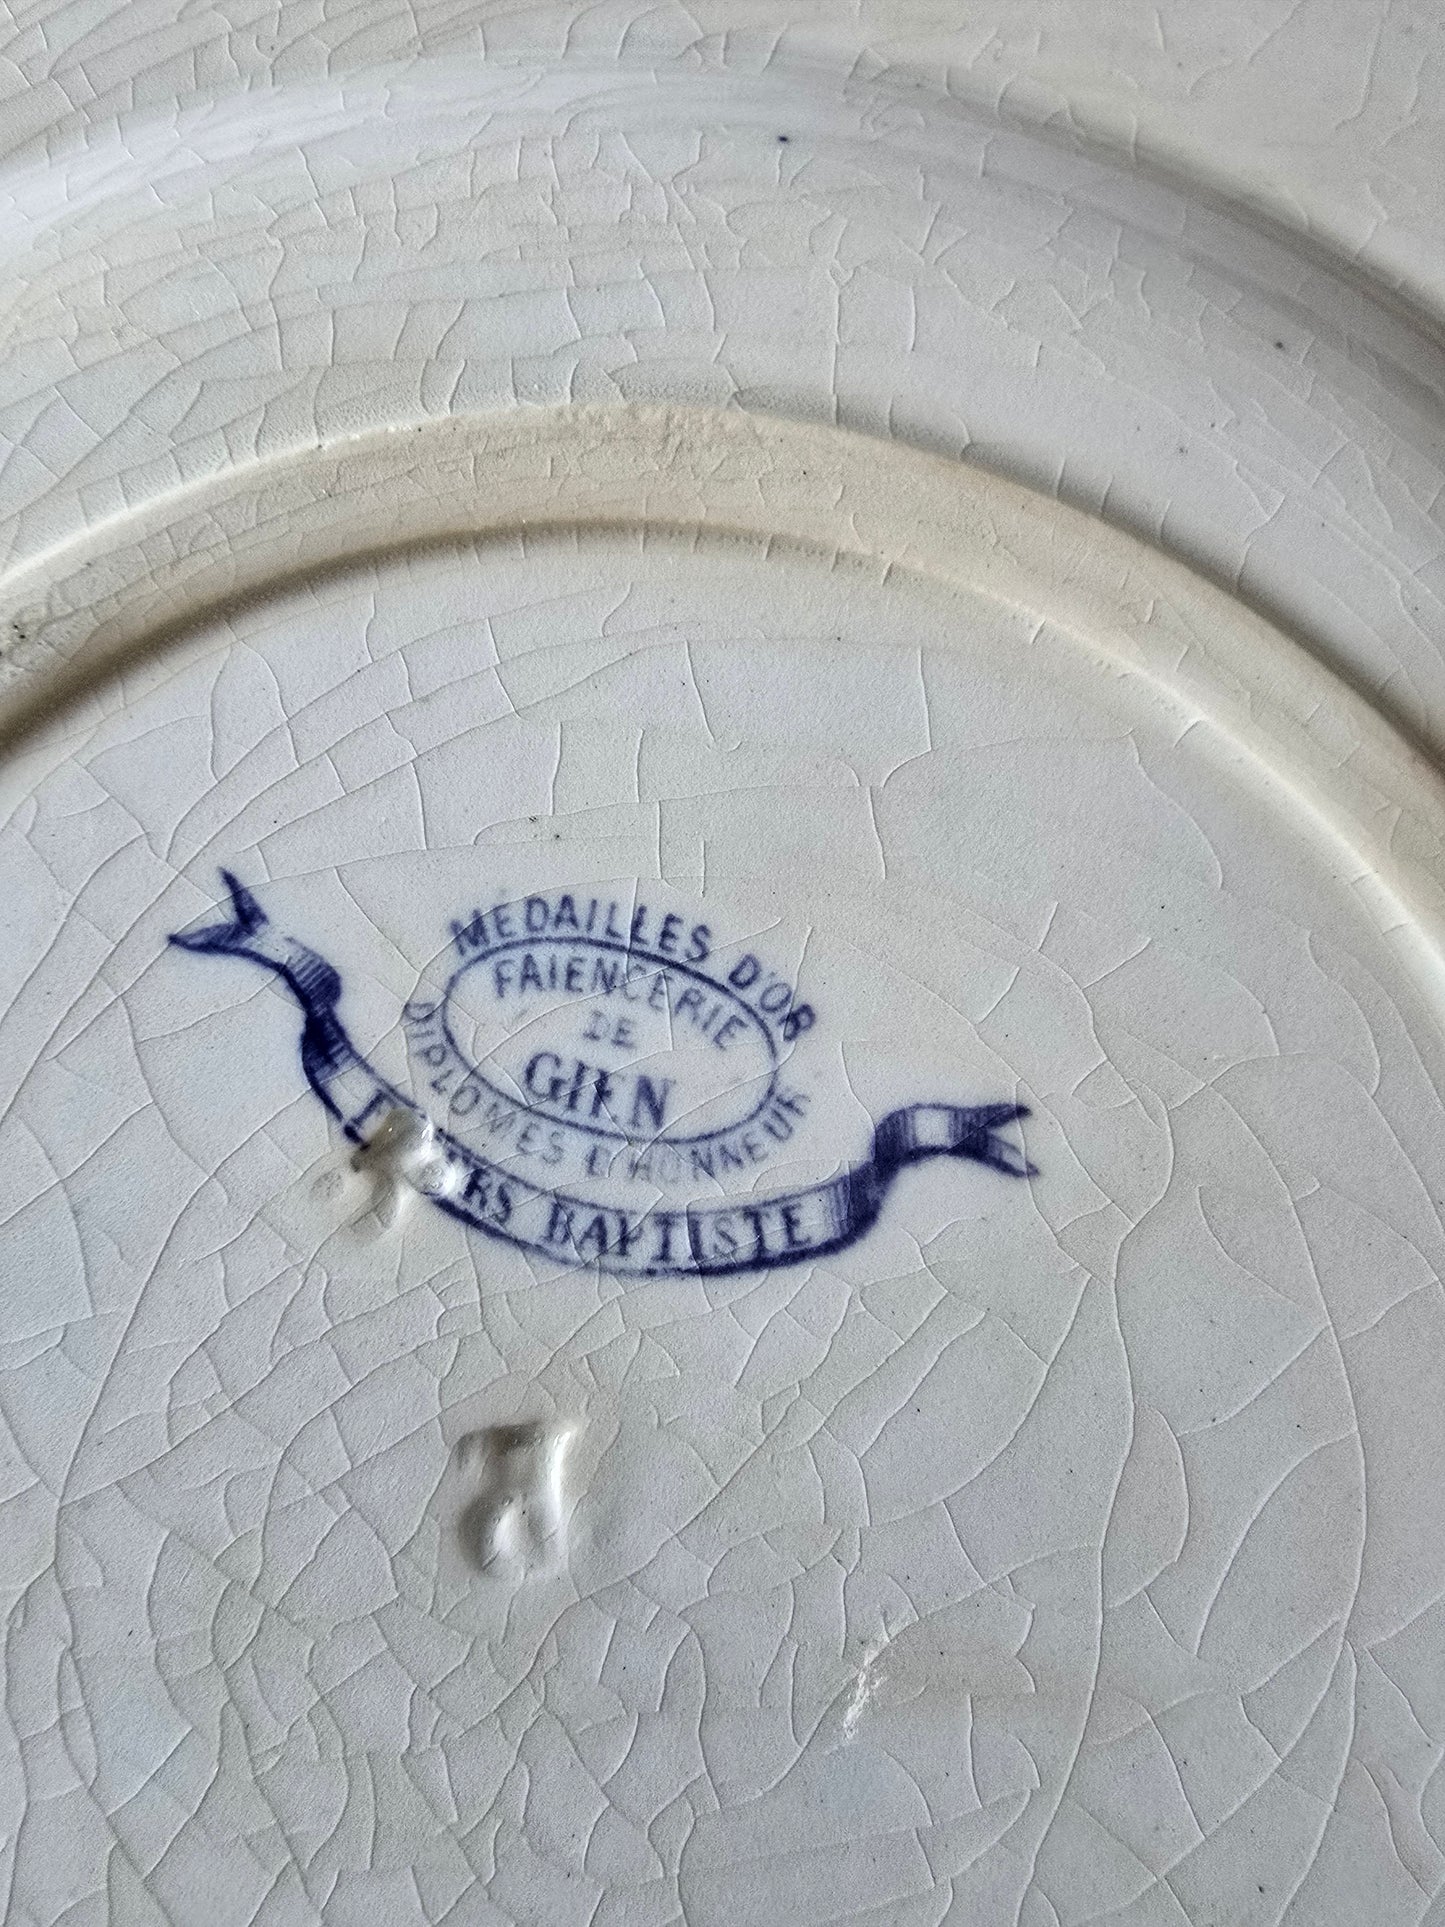 MEDAILLES D'OR
FAIENCERIE
DE
GIEN
DIPLOMES D'HONNEUR
BAPTISTE